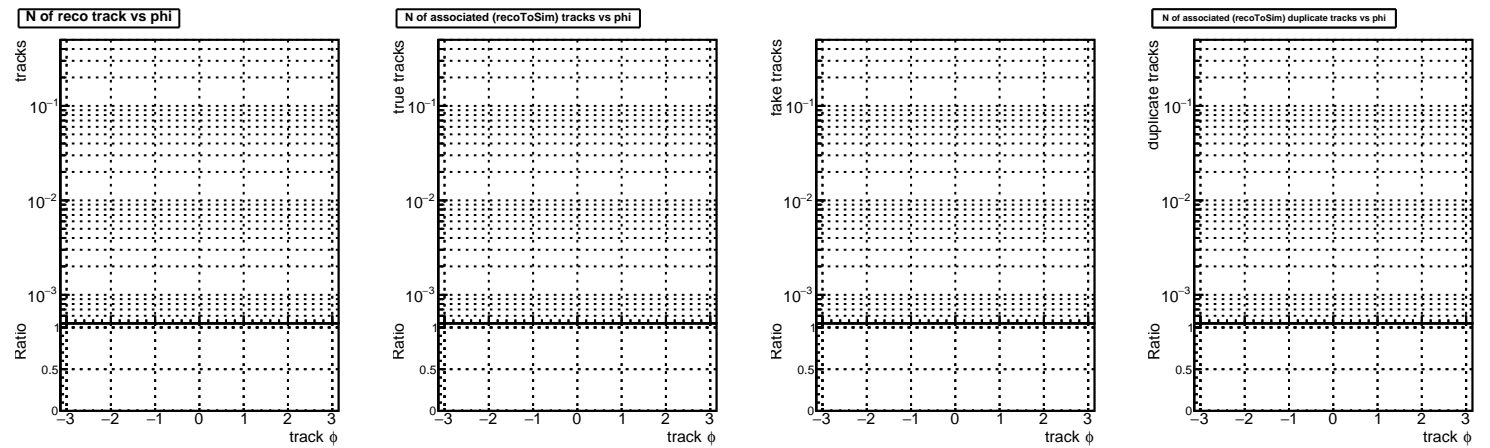 N of reco track vs phi
tracks
10⁻¹
10⁻²
10⁻³
Ratio
1
0.5
0
−3 −2 −1 0 1 2 3
track ϕ
N of associated (recoToSim) tracks vs phi
true tracks
10⁻¹
10⁻²
10⁻³
Ratio
1
0.5
0
−3 −2 −1 0 1 2 3
track ϕ
fake tracks
10⁻¹
10⁻²
10⁻³
Ratio
1
0.5
0
−3 −2 −1 0 1 2 3
track ϕ
N of associated (recoToSim) duplicate tracks vs phi
duplicate tracks
10⁻¹
10⁻²
10⁻³
Ratio
1
0.5
0
−3 −2 −1 0 1 2 3
track ϕ